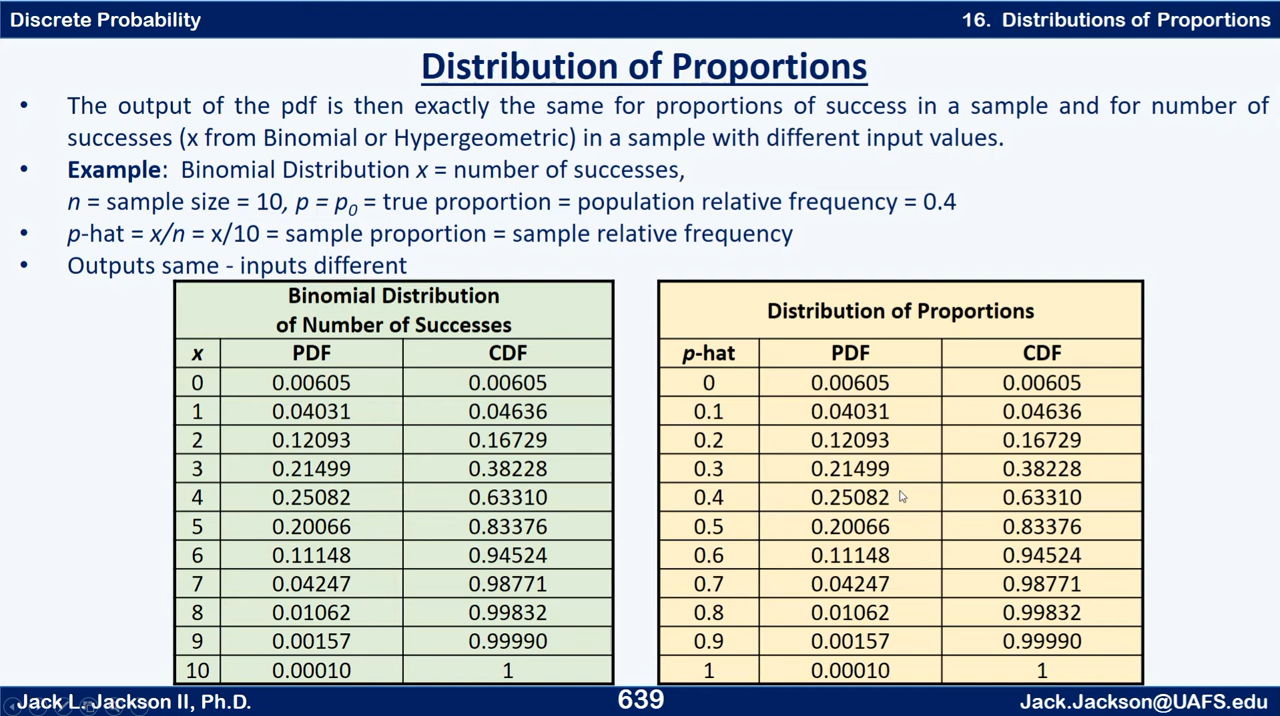 Discrete Probability
16. Distributions of Proportions
Distribution of Proportions
• The output of the pdf is then exactly the same for proportions of success in a sample and for number of
successes (x from Binomial or Hypergeometric) in a sample with different input values.
• Example: Binomial Distribution x = number of successes,
n = sample size = 10, p = p0 = true proportion = population relative frequency = 0.4
• p-hat = x/n = x/10 = sample proportion = sample relative frequency
• Outputs same - inputs different
Binomial Distribution
of Number of Successes
x PDF CDF
0 0.00605 0.00605
1 0.04031 0.04636
2 0.12093 0.16729
3 0.21499 0.38228
4 0.25082 0.63310
5 0.20066 0.83376
6 0.11148 0.94524
7 0.04247 0.98771
8 0.01062 0.99832
9 0.00157 0.99990
10 0.00010 1
Distribution of Proportions
p-hat PDF CDF
0 0.00605 0.00605
0.1 0.04031 0.04636
0.2 0.12093 0.16729
0.3 0.21499 0.38228
0.4 0.25082 0.63310
0.5 0.20066 0.83376
0.6 0.11148 0.94524
0.7 0.04247 0.98771
0.8 0.01062 0.99832
0.9 0.00157 0.99990
1 0.00010 1
Jack L. Jackson II, Ph.D.
639
Jack.Jackson@UAFS.edu